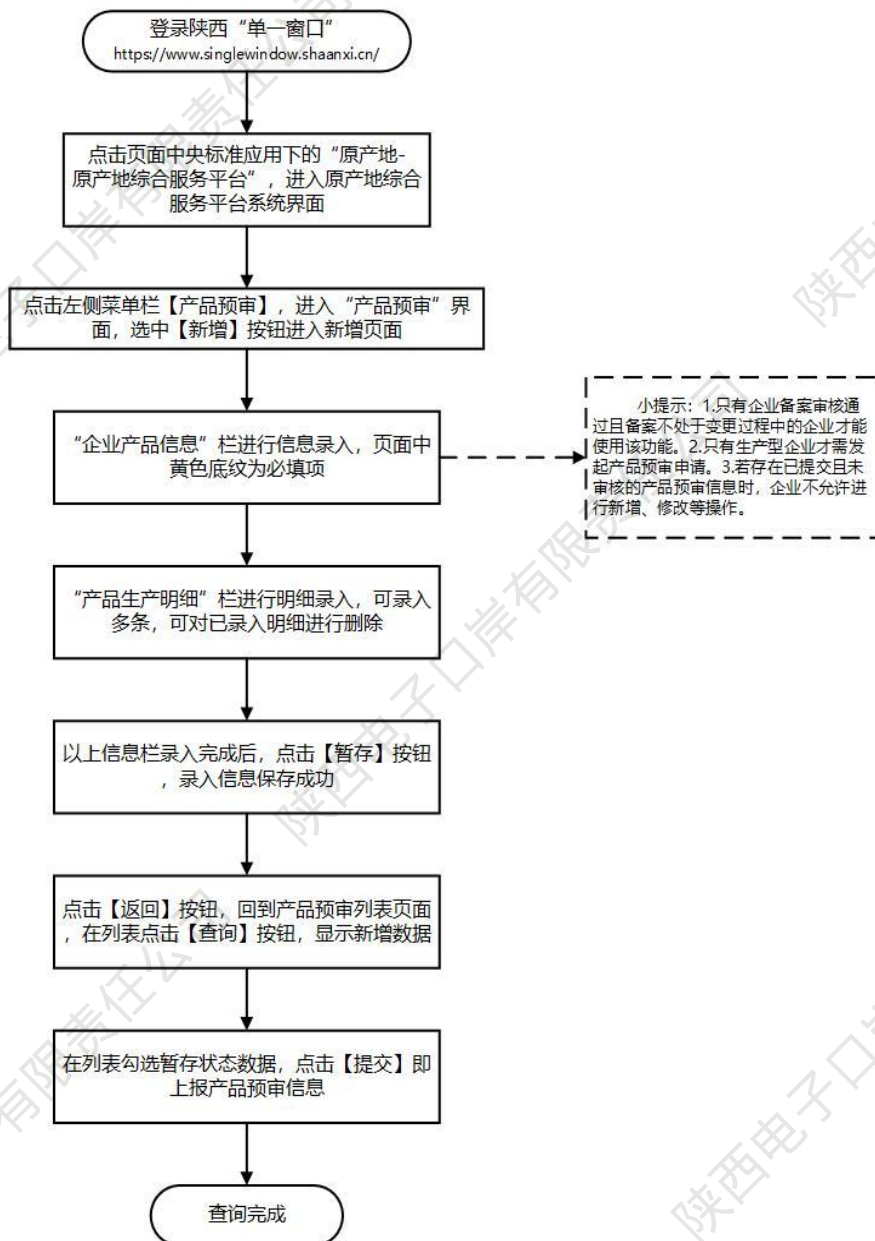 登录陕西“单一窗口”
https://www.singlewindow.shaanxi.cn/
点击页面中央标准应用下的“原产地-
原产地综合服务平台”，进入原产地综合
服务平台系统界面
点击左侧菜单栏【产品预审】，进入“产品预审”界
面，选中【新增】按钮进入新增页面
“企业产品信息”栏进行信息录入，页面中
黄色底纹为必填项
小提示：1.只有企业备案审核通
过且备案不处于变更过程中的企业才能
使用该功能。2.只有生产型企业才需发
起产品预审申请。3.若存在已提交且未
审核的产品预审信息时，企业不允许进
行新增、修改等操作。
“产品生产明细”栏进行明细录入，可录入
多条，可对已录入明细进行删除
以上信息栏录入完成后，点击【暂存】按钮
，录入信息保存成功
点击【返回】按钮，回到产品预审列表页面
，在列表点击【查询】按钮，显示新增数据
在列表勾选暂存状态数据，点击【提交】即
上报产品预审信息
查询完成
陕西电子口岸有限责任公司